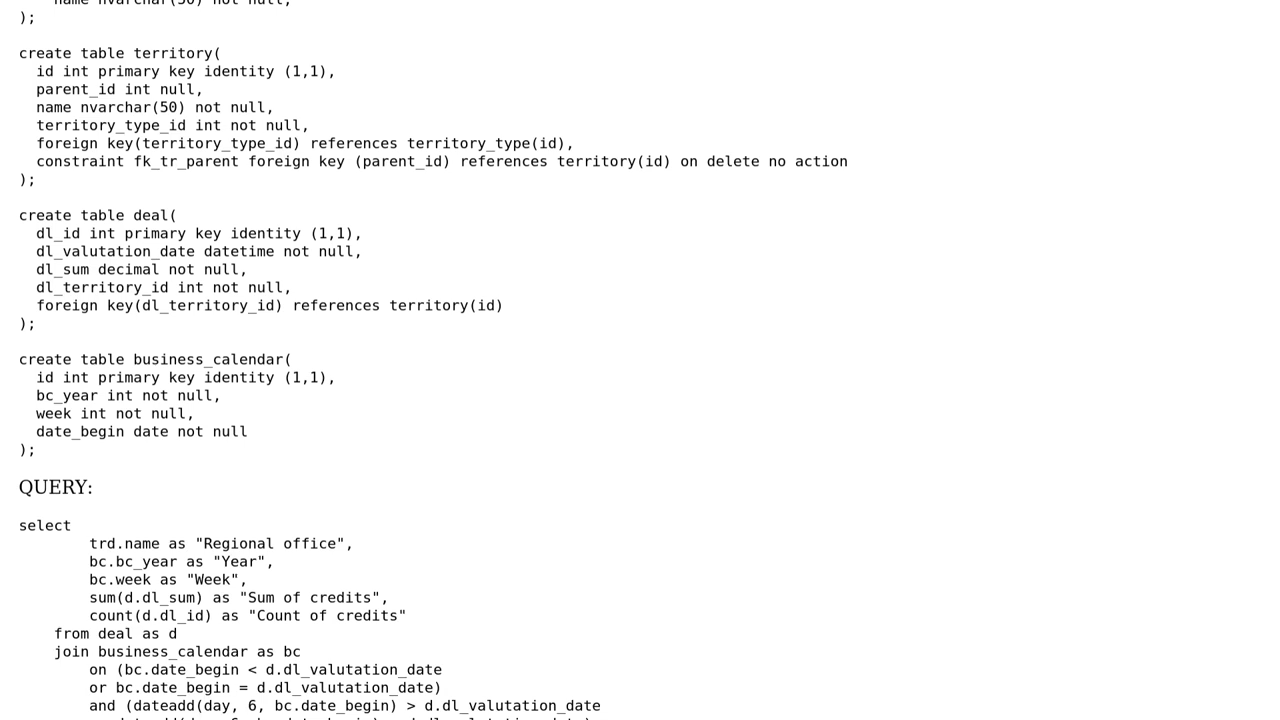 name nvarchar(50) not null,
);
create table territory(
id int primary key identity (1,1),
parent_id int null,
name nvarchar(50) not null,
territory_type_id int not null,
foreign key(territory_type_id) references territory_type(id),
constraint fk_tr_parent foreign key (parent_id) references territory(id) on delete no action
);
create table deal(
dl_id int primary key identity (1,1),
dl_valutation_date datetime not null,
dl_sum decimal not null,
dl_territory_id int not null,
foreign key(dl_territory_id) references territory(id)
);
create table business_calendar(
id int primary key identity (1,1),
bc_year int not null,
week int not null,
date_begin date not null
);
QUERY:
select
trd.name as "Regional office",
bc.bc_year as "Year",
bc.week as "Week",
sum(d.dl_sum) as "Sum of credits",
count(d.dl_id) as "Count of credits"
from deal as d
join business_calendar as bc
on (bc.date_begin < d.dl_valutation_date
or bc.date_begin = d.dl_valutation_date)
and (dateadd(day, 6, bc.date_begin) > d.dl_valutation_date